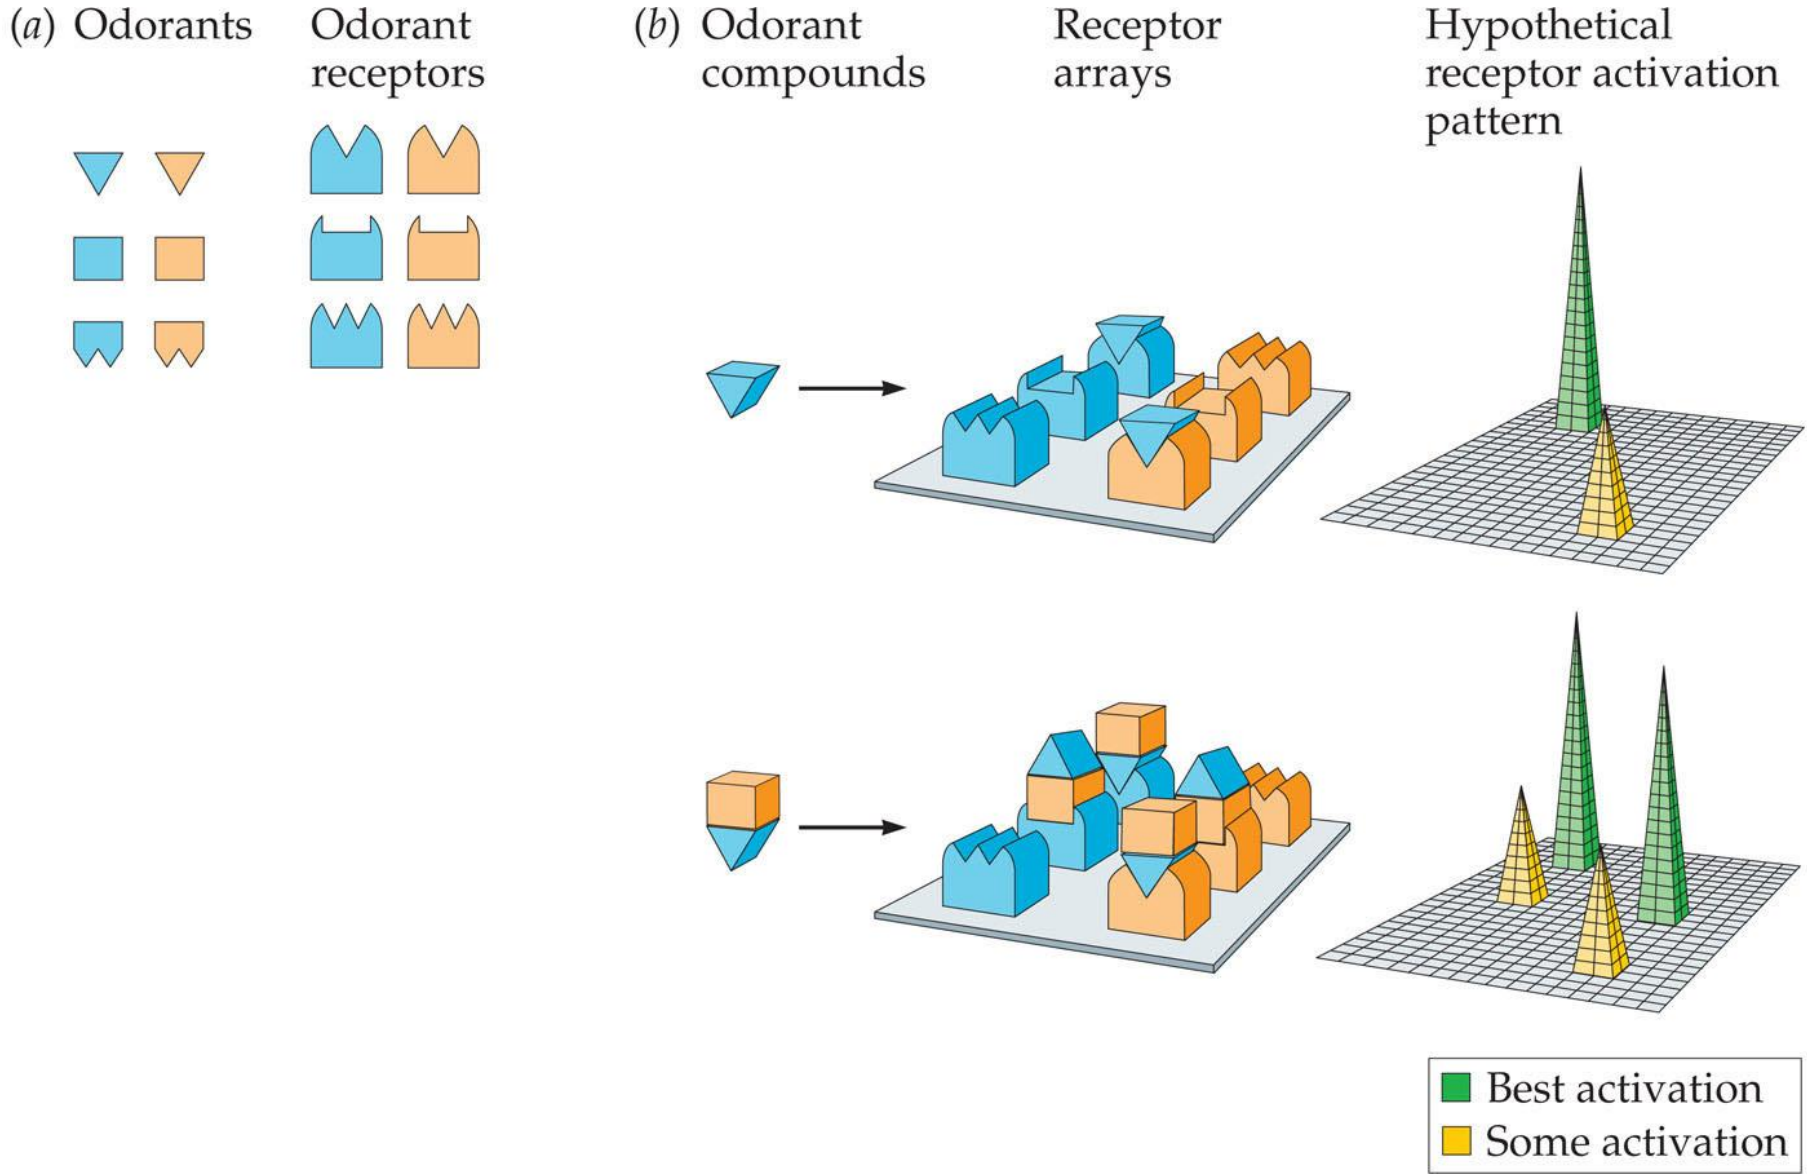 (a) Odorants
Odorant
receptors
(b) Odorant
compounds
Receptor
arrays
Hypothetical
receptor activation
pattern
Best activation
Some activation